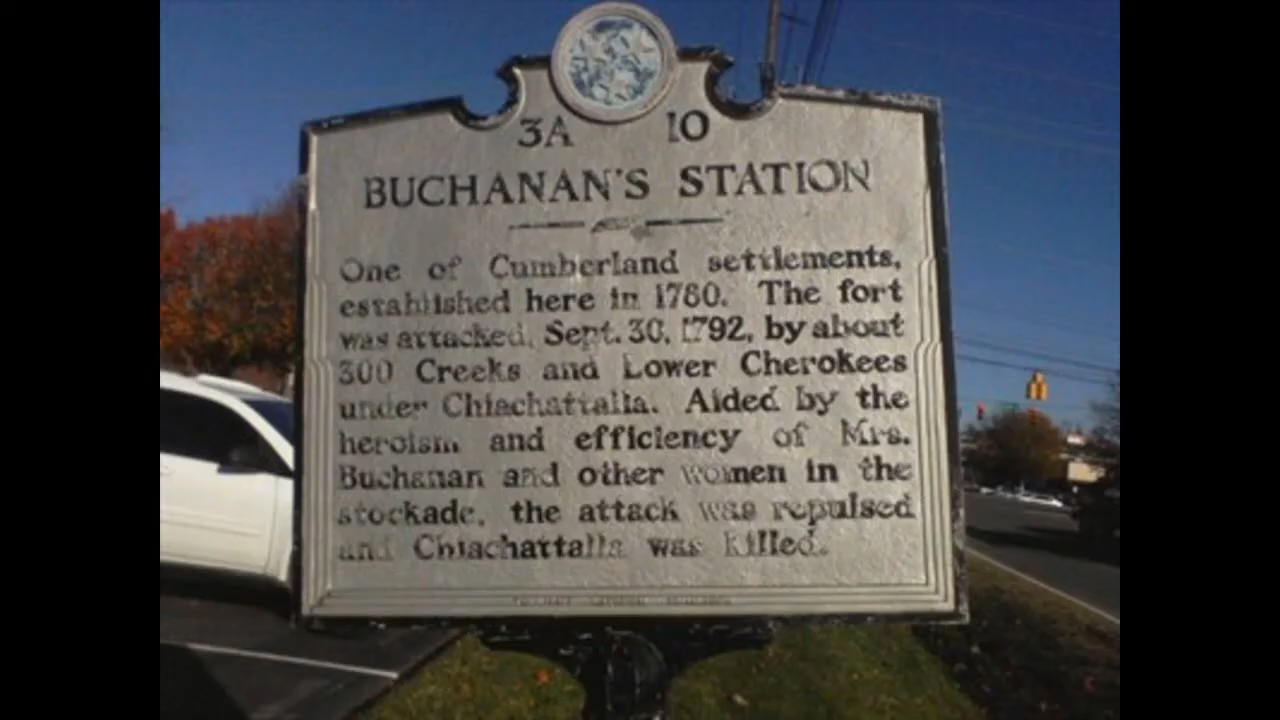 3A 10
BUCHANAN'S STATION
One of Cumberland settlements,
established here in 1780. The fort
was attacked, Sept. 30, 1792, by about
300 Creeks and Lower Cherokees
under Chiachattalla. Aided by the
heroism and efficiency of Mrs.
Buchanan and other women in the
stockade, the attack was repulsed
and Chiachattalla was killed.